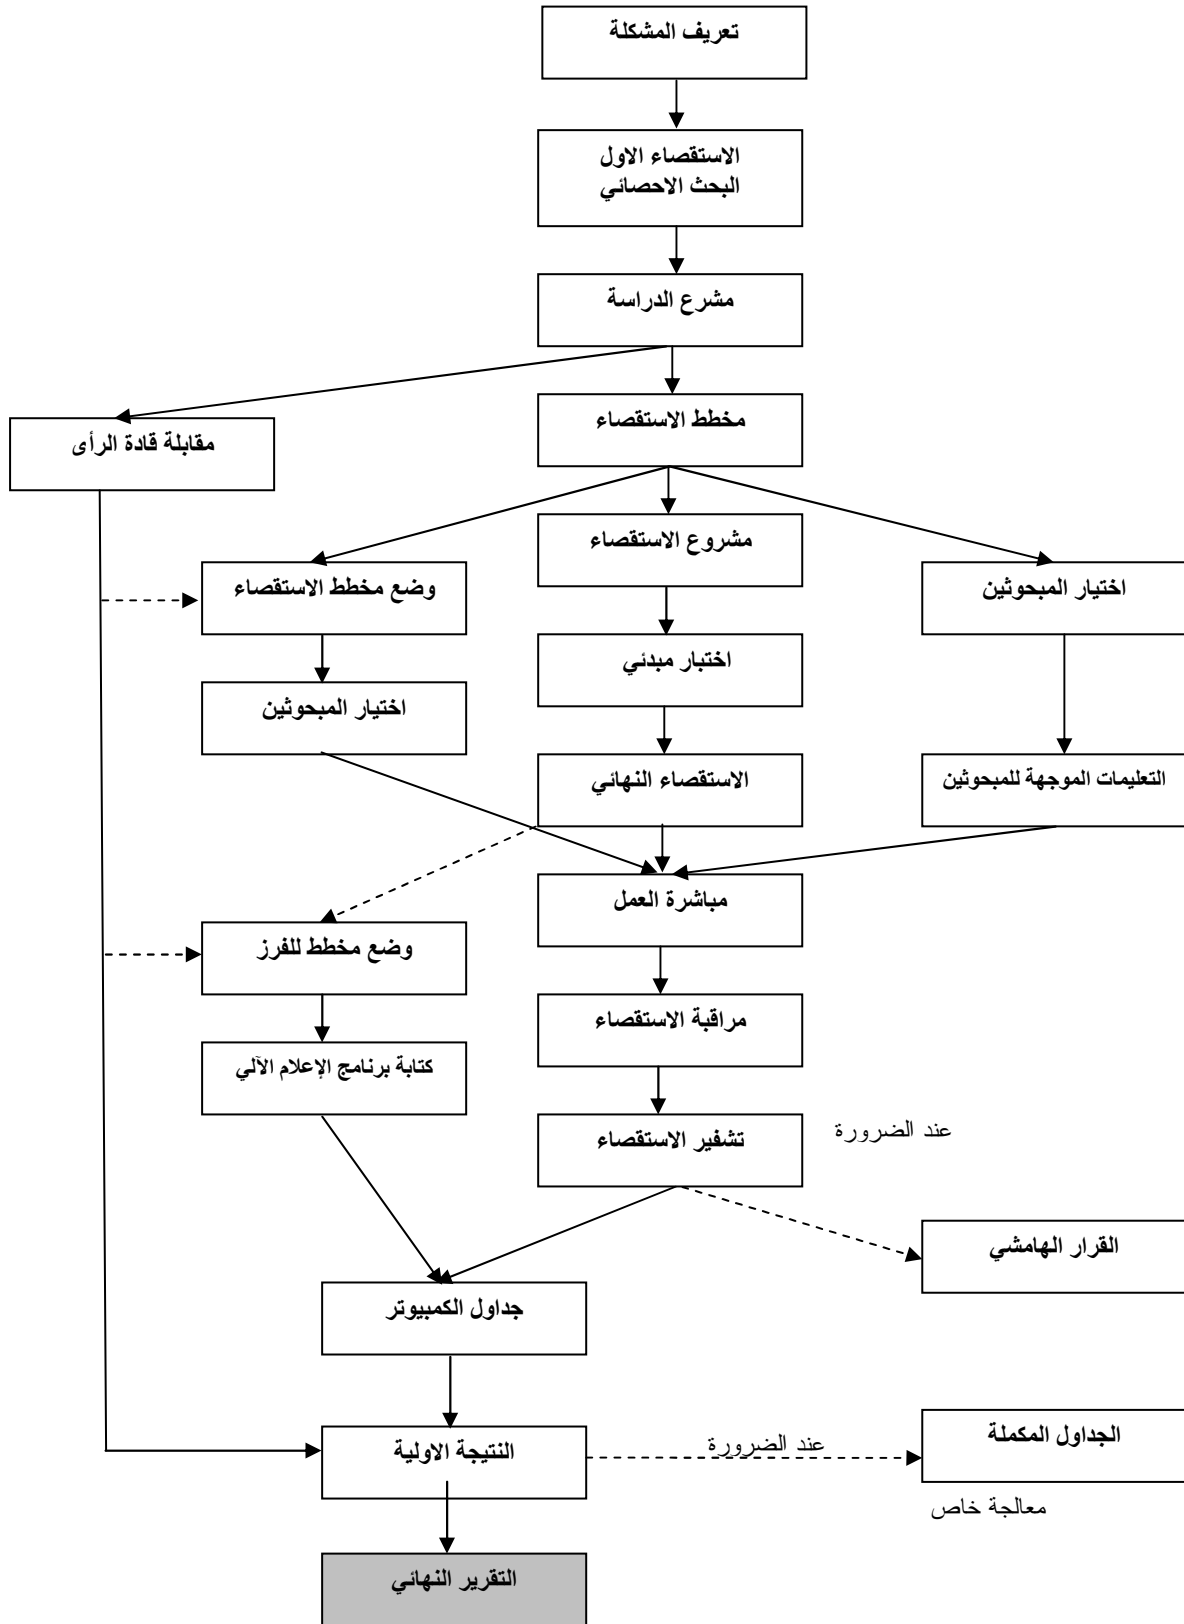 تعريف المشكلة
الاستقصاء الاول
البحث الاحصائي
مشرع الدراسة
مخطط الاستقصاء
مقابلة قادة الرأى
مشروع الاستقصاء
اختيار المبحوثين
وضع مخطط الاستقصاء
اختبار مبدئي
اختيار المبحوثين
التعليمات الموجهة للمبحوثين
الاستقصاء النهائي
مباشرة العمل
وضع مخطط للفرز
مراقبة الاستقصاء
كتابة برنامج الإعلام الآلي
عند الضرورة
تشفير الاستقصاء
القرار الهامشي
جداول الكمبيوتر
الجداول المكملة
عند الضرورة
النتيجة الاولية
معالجة خاص
التقرير النهائي